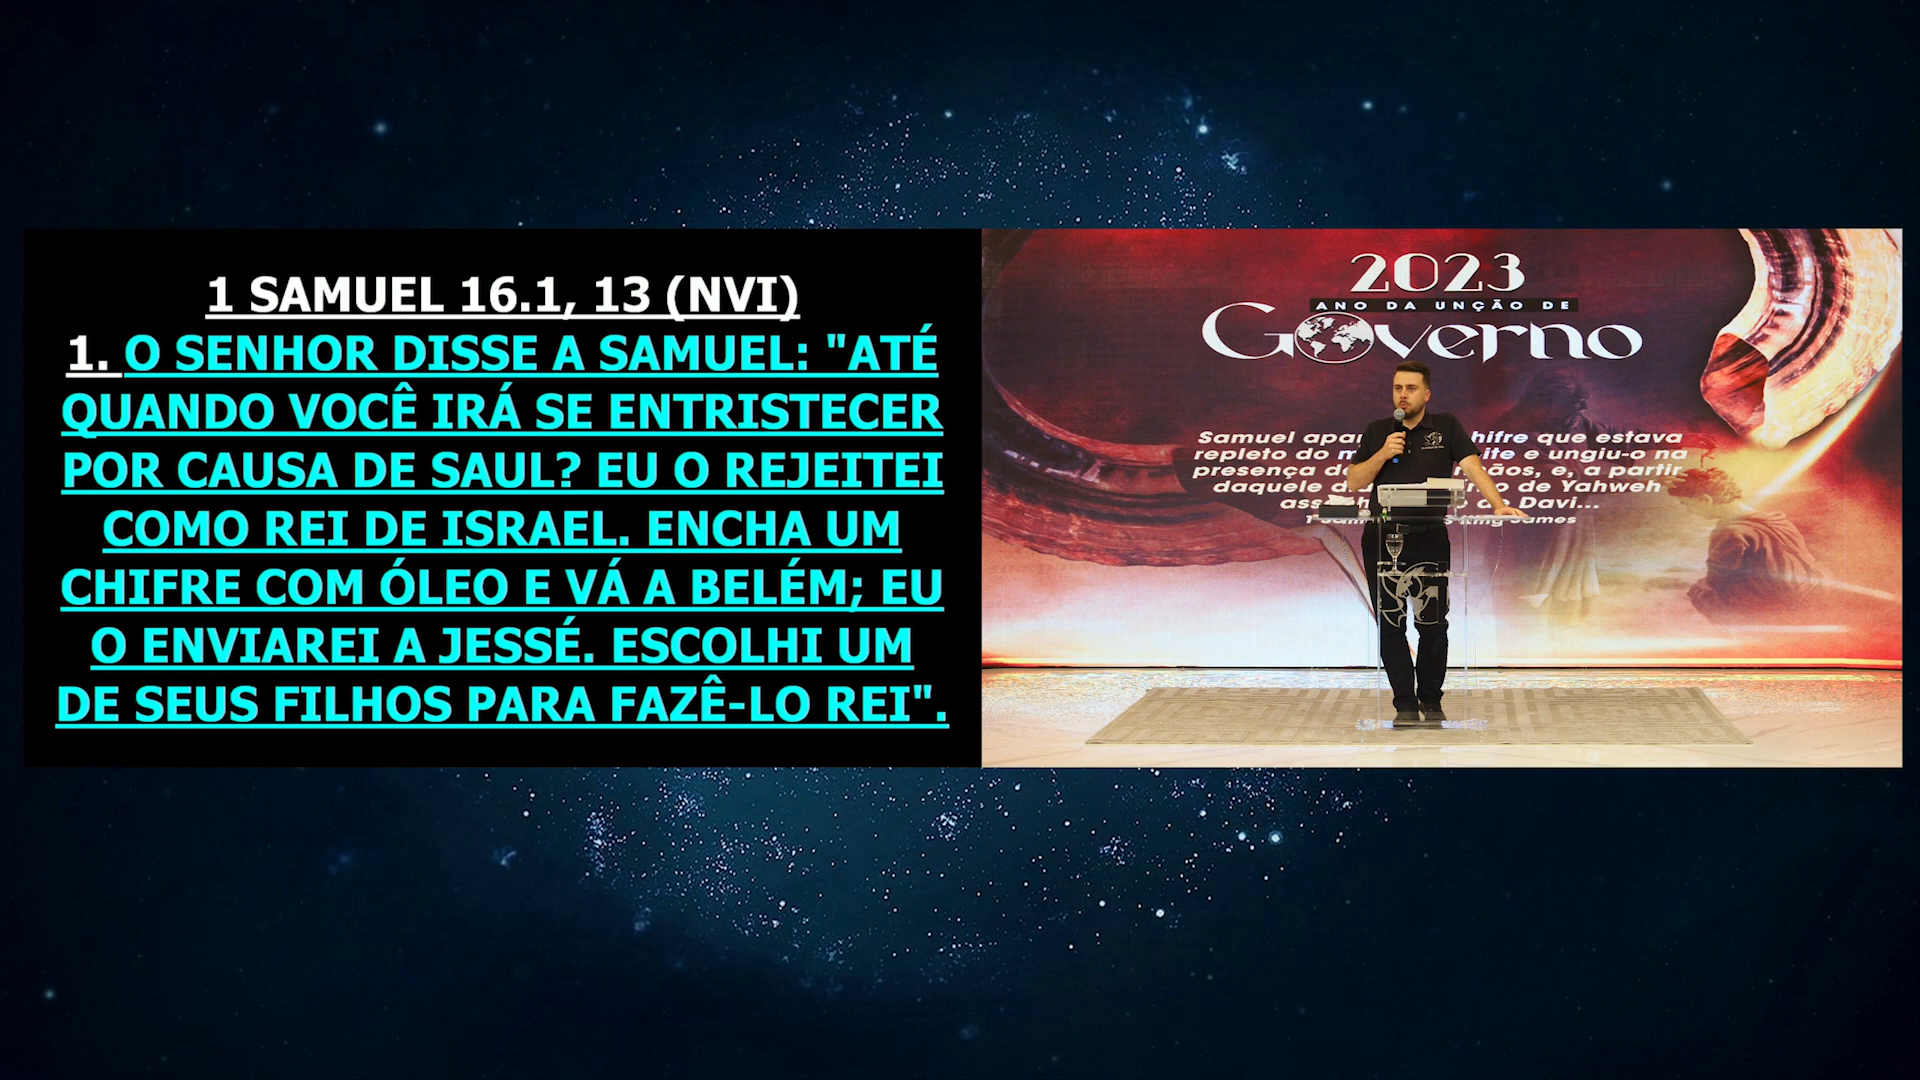 1 SAMUEL 16.1, 13 (NVI)
1. O SENHOR DISSE A SAMUEL: "ATÉ
QUANDO VOCÊ IRÁ SE ENTRISTECER
POR CAUSA DE SAUL? EU O REJEITEI
COMO REI DE ISRAEL. ENCHA UM
CHIFRE COM ÓLEO E VÁ A BELÉM; EU
O ENVIAREI A JESSÉ. ESCOLHI UM
DE SEUS FILHOS PARA FAZÊ-LO REI".
2023
ANO DA UNÇÃO DE
Governo
Samuel hifre que estava
repleto do e ungiu-o na
presença e, a partir
daquele de Yahweh
Davi...
King James